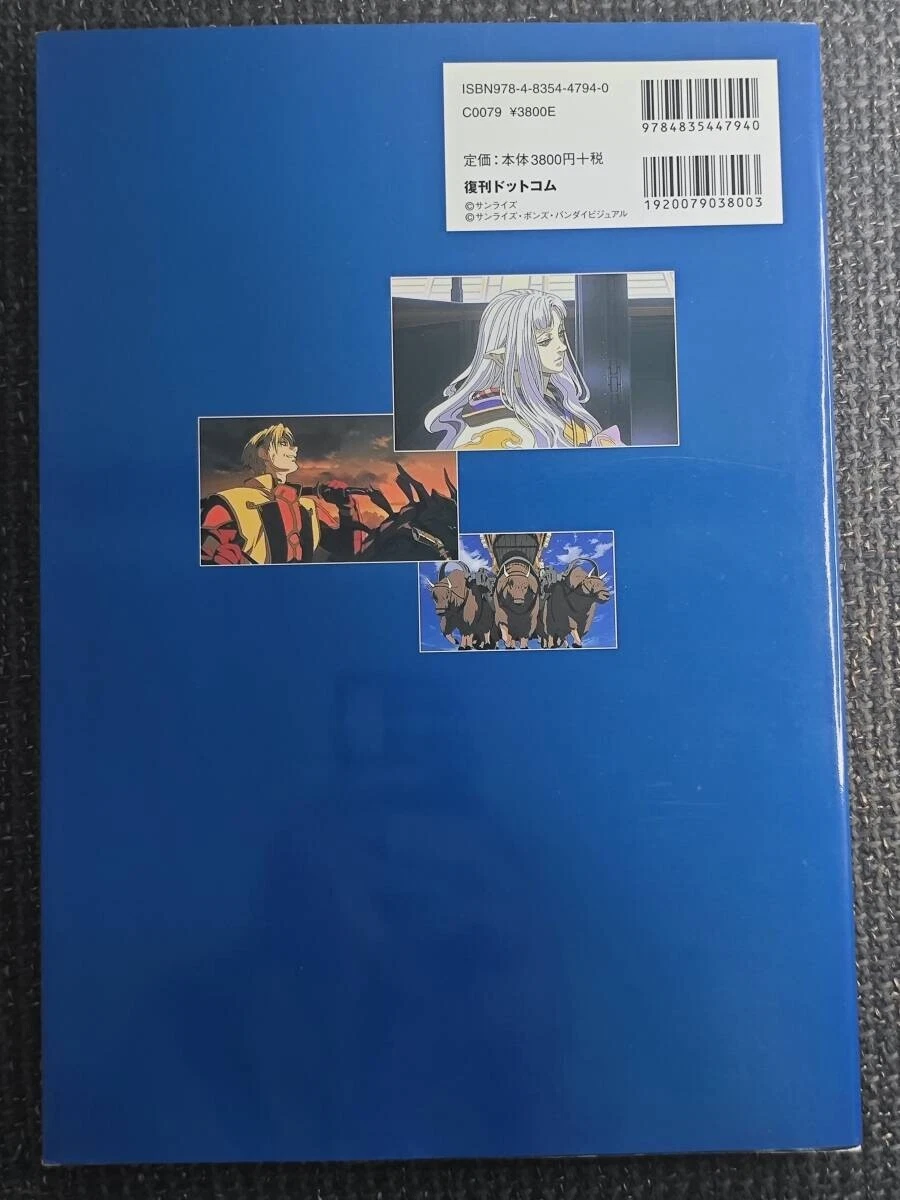 ISBN978-4-8354-4794-0
C0079 ¥3800E
9784835447940
定価：本体3800円＋税
復刊ドットコム
1920079038003
©サンライズ
©サンライズ・ボンズ・バンダイビジュアル